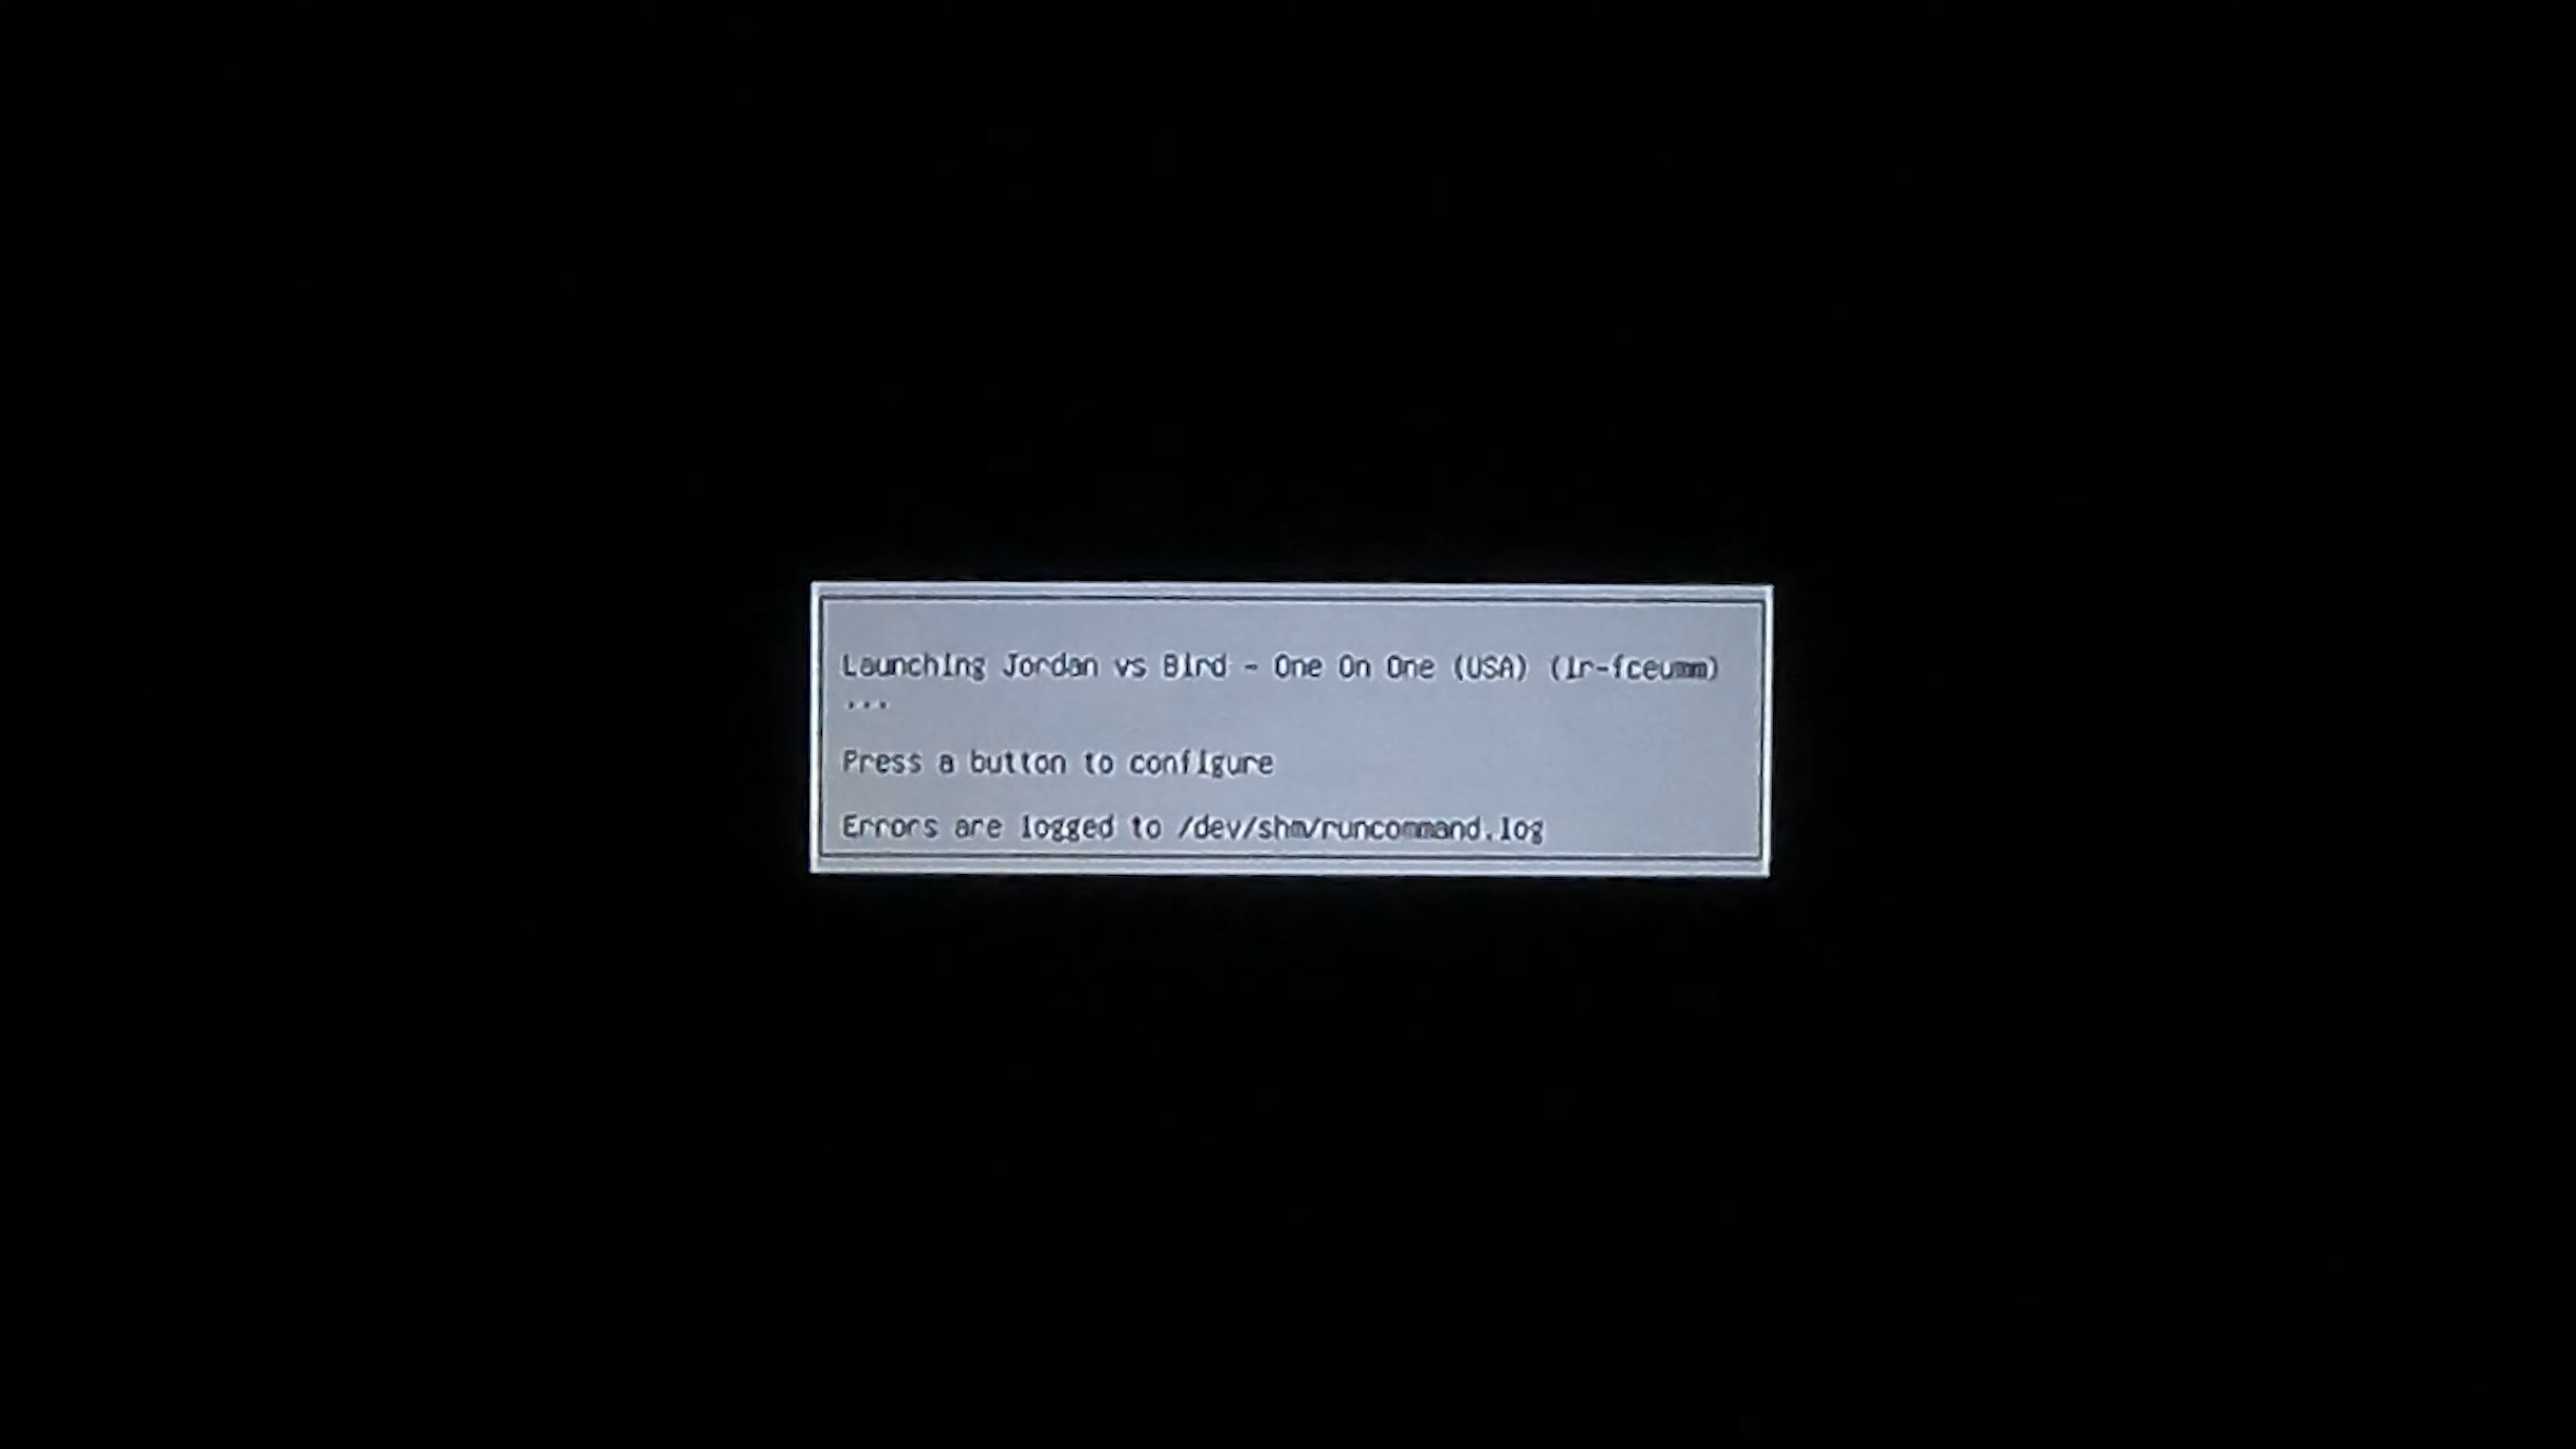 Launching Jordan vs Bird - One On One (USA) (lr-fceumm)
...
Press a button to configure
Errors are logged to /dev/shm/runcommand.log